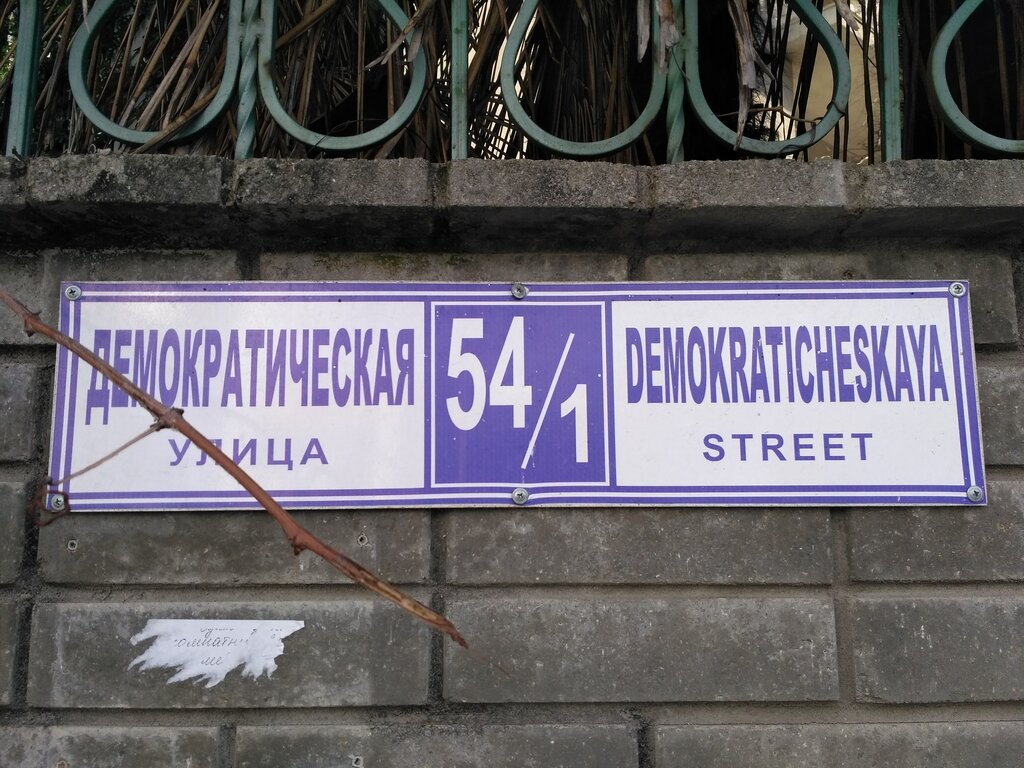 ДЕМОКРАТИЧЕСКАЯ
УЛИЦА
54/1
DEMOKRATICHESKAYA
STREET